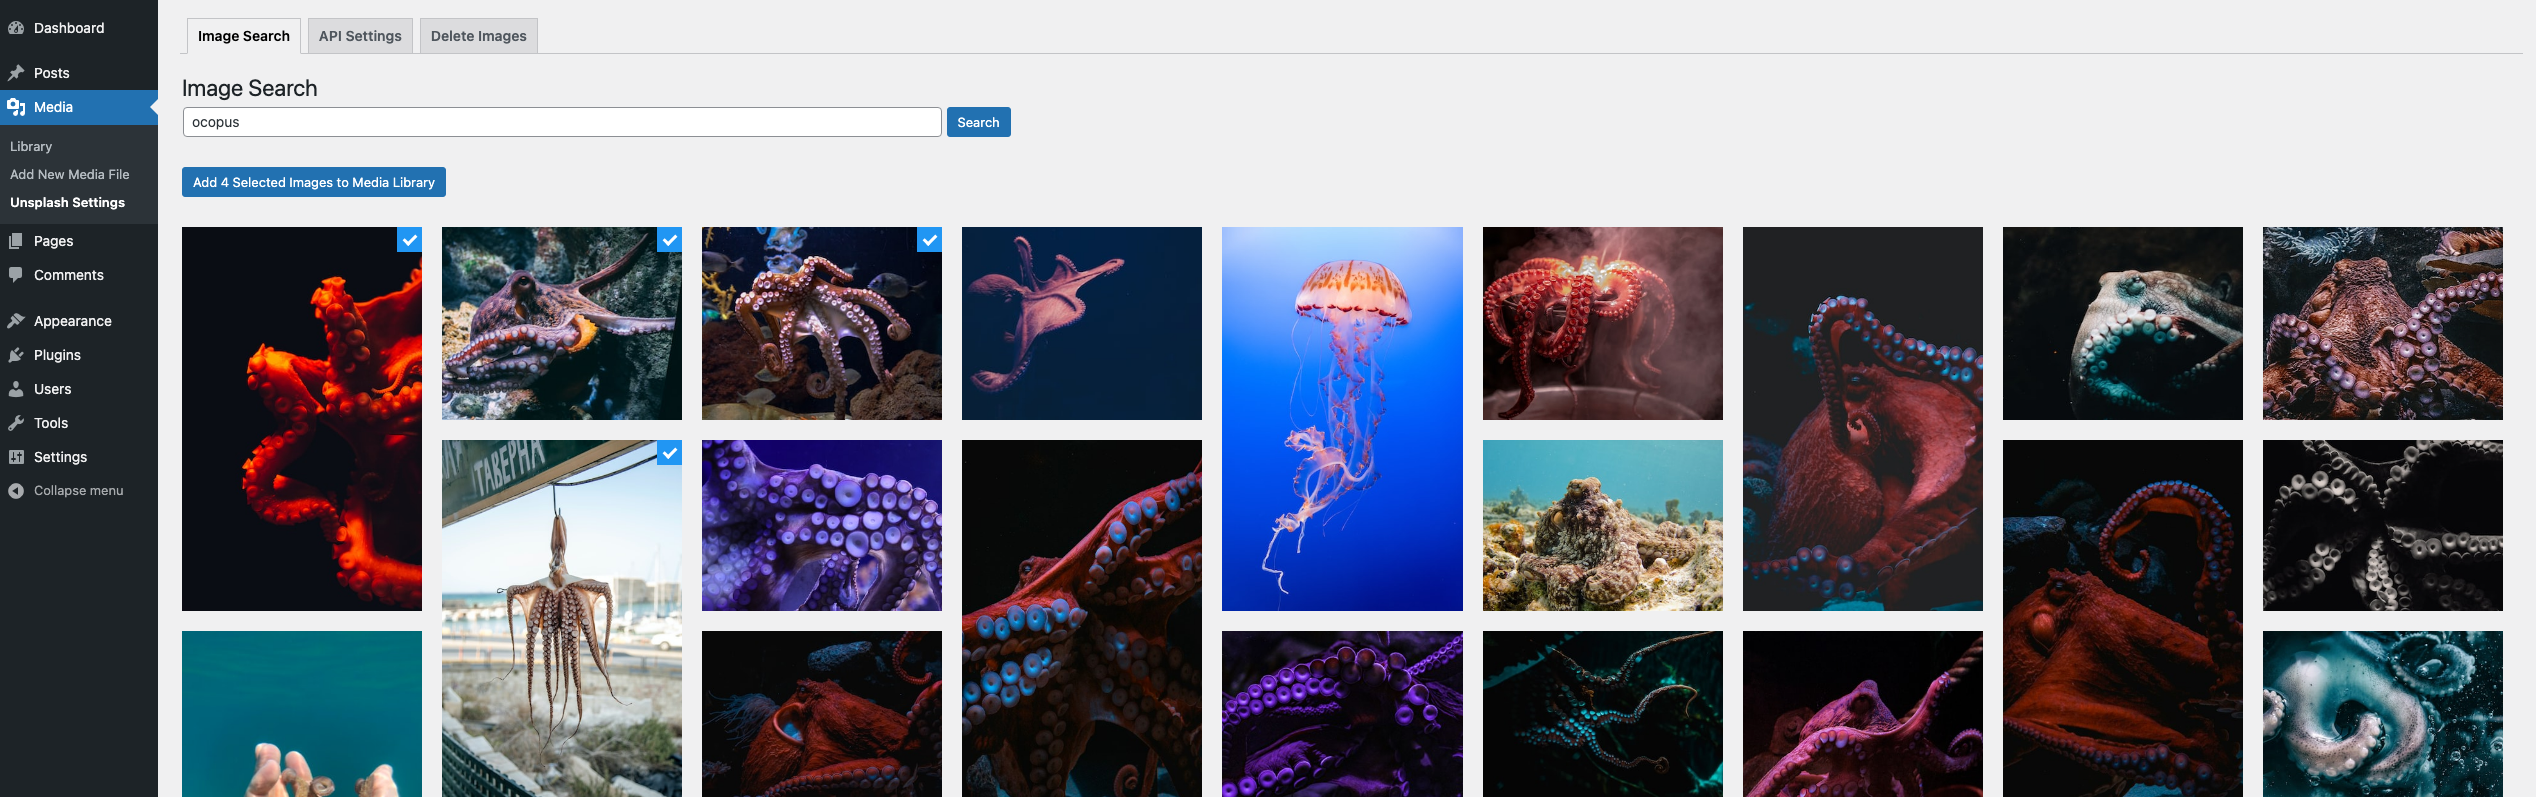 Dashboard
Posts
Media
Library
Add New Media File
Unsplash Settings
Pages
Comments
Appearance
Plugins
Users
Tools
Settings
Collapse menu
Image Search
API Settings
Delete Images
Image Search
ocopus
Search
Add 4 Selected Images to Media Library
ΤΑΒΕΡΗΑ